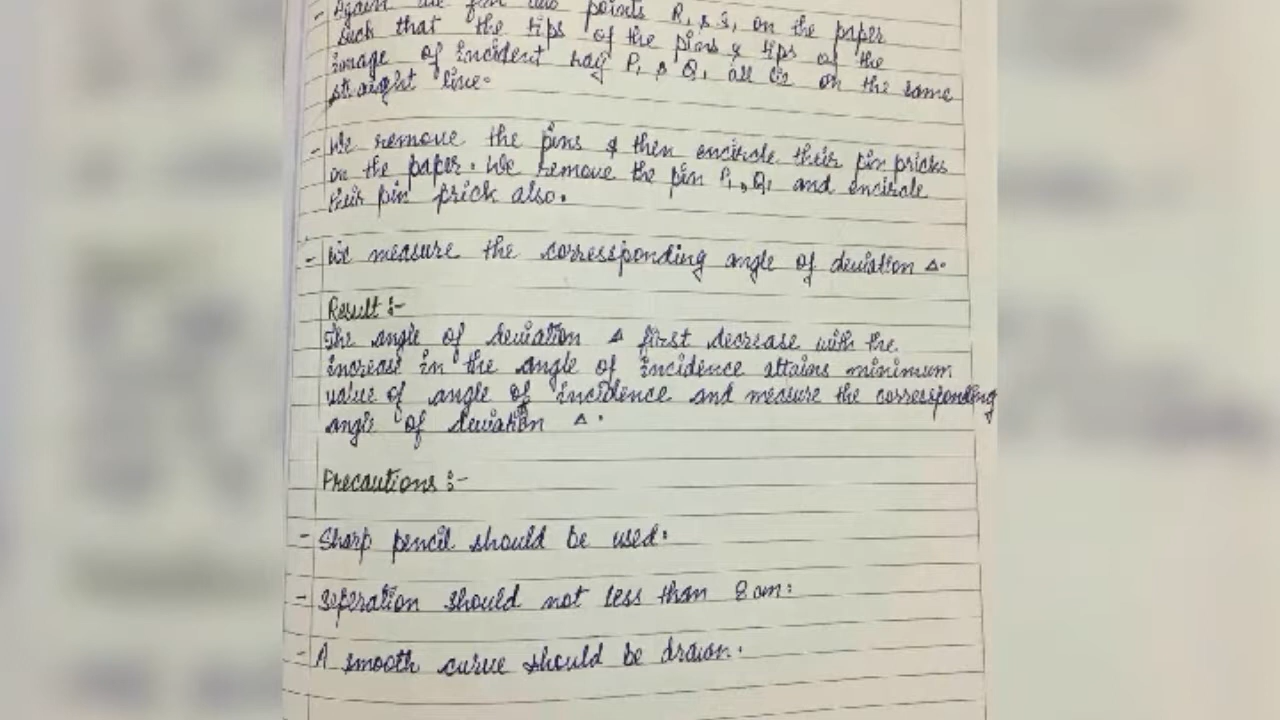 - Again we fix two points R, & S, on the paper
such that the tips of the pins & tips of the
image of incident ray P, & Q, all lie on the same
straight line.
- We remove the pins & then encircle their pin pricks
on the paper. We remove the pin P, & Q, and encircle
their pin prick also.
- We measure the corressponding angle of deviation Δ.
Result :-
The angle of deviation Δ first decrease with the
increase in the angle of incidence attains minimum
value of angle of incidence and measure the corresponding
angle of deviation Δ.
Precautions :-
- Sharp pencil should be used.
- seperation should not less than 8 cm.
- A smooth curve should be drawn.